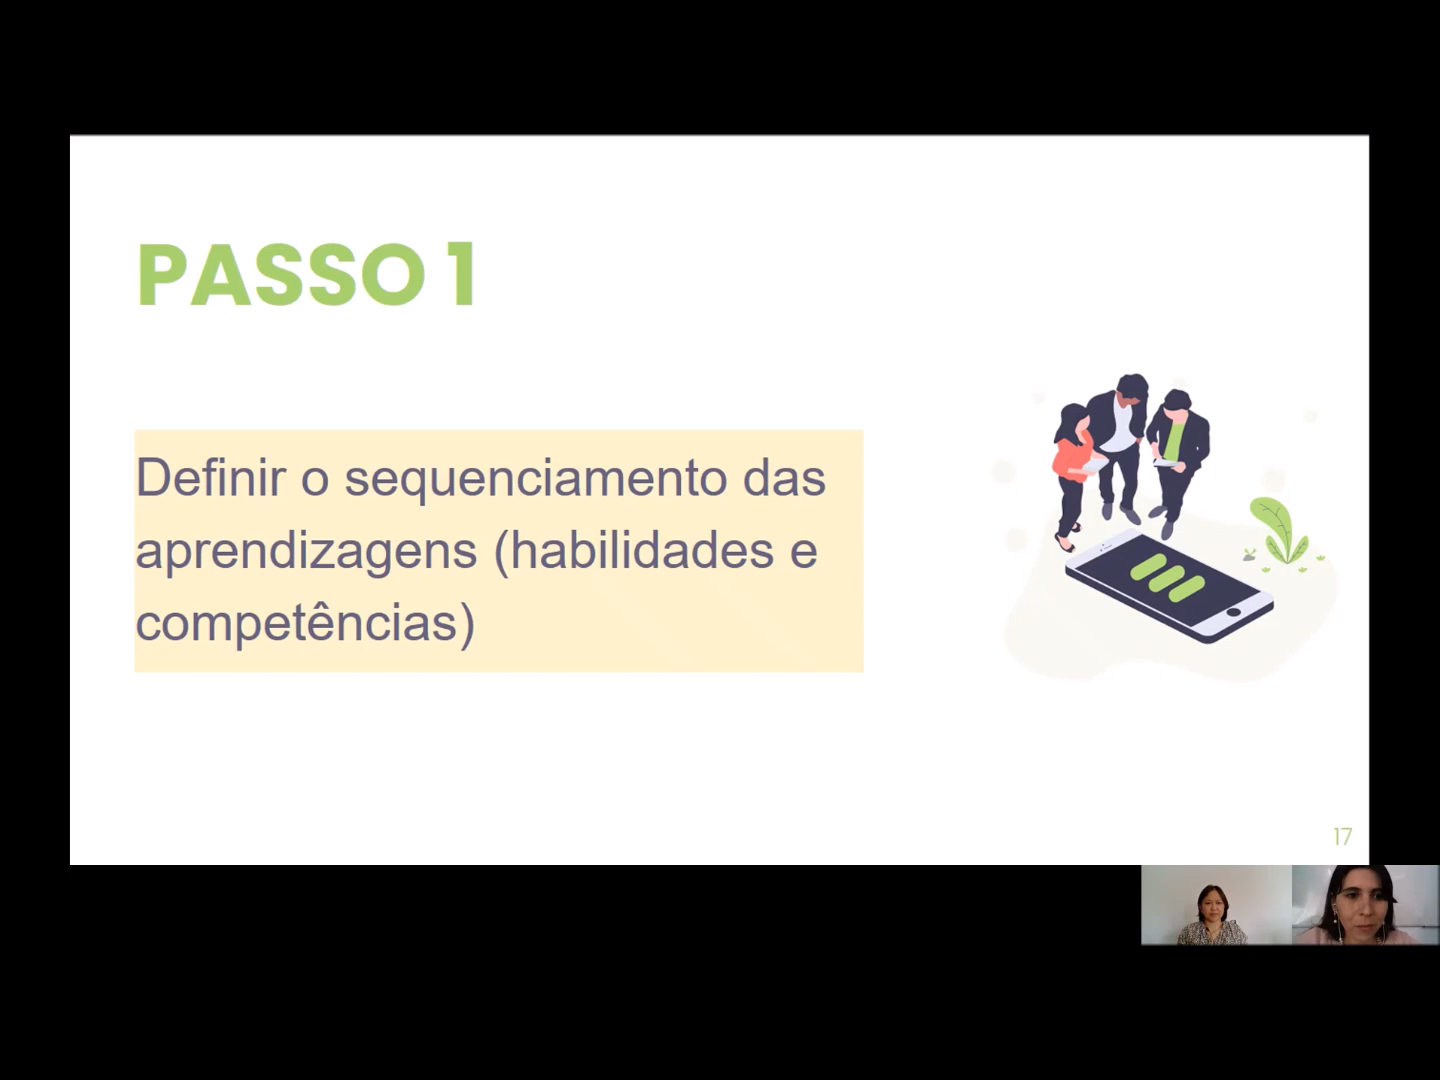 PASSO 1
Definir o sequenciamento das
aprendizagens (habilidades e
competências)
17